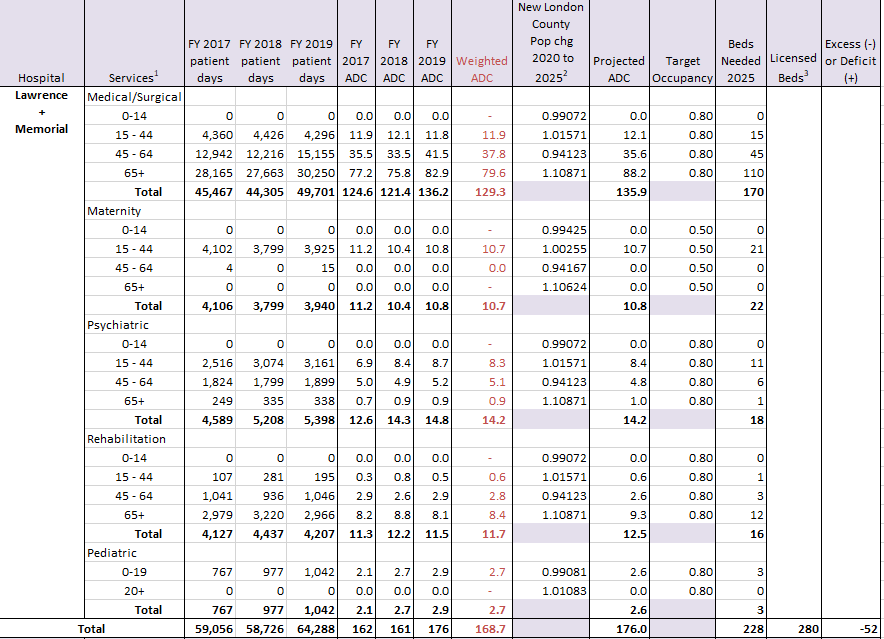 Hospital Services1 FY 2017 patient days FY 2018 patient days FY 2019 patient days FY 2017 ADC FY 2018 ADC FY 2019 ADC Weighted ADC New London County Pop chg 2020 to 20252 Projected ADC Target Occupancy Beds Needed 2025 Licensed Beds3 Excess (-) or Deficit (+)
Lawrence + Memorial Medical/Surgical
0-14 0 0 0 0.0 0.0 0.0 - 0.99072 0.0 0.80 0
15 - 44 4,360 4,426 4,296 11.9 12.1 11.8 11.9 1.01571 12.1 0.80 15
45 - 64 12,942 12,216 15,155 35.5 33.5 41.5 37.8 0.94123 35.6 0.80 45
65+ 28,165 27,663 30,250 77.2 75.8 82.9 79.6 1.10871 88.2 0.80 110
Total 45,467 44,305 49,701 124.6 121.4 136.2 129.3 135.9 170
Maternity
0-14 0 0 0 0.0 0.0 0.0 - 0.99425 0.0 0.50 0
15 - 44 4,102 3,799 3,925 11.2 10.4 10.8 10.7 1.00255 10.7 0.50 21
45 - 64 4 0 15 0.0 0.0 0.0 0.0 0.94167 0.0 0.50 0
65+ 0 0 0 0.0 0.0 0.0 - 1.10624 0.0 0.50 0
Total 4,106 3,799 3,940 11.2 10.4 10.8 10.7 10.8 22
Psychiatric
0-14 0 0 0 0.0 0.0 0.0 - 0.99072 0.0 0.80 0
15 - 44 2,516 3,074 3,161 6.9 8.4 8.7 8.3 1.01571 8.4 0.80 11
45 - 64 1,824 1,799 1,899 5.0 4.9 5.2 5.1 0.94123 4.8 0.80 6
65+ 249 335 338 0.7 0.9 0.9 0.9 1.10871 1.0 0.80 1
Total 4,589 5,208 5,398 12.6 14.3 14.8 14.2 14.2 18
Rehabilitation
0-14 0 0 0 0.0 0.0 0.0 - 0.99072 0.0 0.80 0
15 - 44 107 281 195 0.3 0.8 0.5 0.6 1.01571 0.6 0.80 1
45 - 64 1,041 936 1,046 2.9 2.6 2.9 2.8 0.94123 2.6 0.80 3
65+ 2,979 3,220 2,966 8.2 8.8 8.1 8.4 1.10871 9.3 0.80 12
Total 4,127 4,437 4,207 11.3 12.2 11.5 11.7 12.5 16
Pediatric
0-19 767 977 1,042 2.1 2.7 2.9 2.7 0.99081 2.6 0.80 3
20+ 0 0 0 0.0 0.0 0.0 - 1.01083 0.0 0.80 0
Total 767 977 1,042 2.1 2.7 2.9 2.7 2.6 3
Total 59,056 58,726 64,288 162 161 176 168.7 176.0 228 280 -52